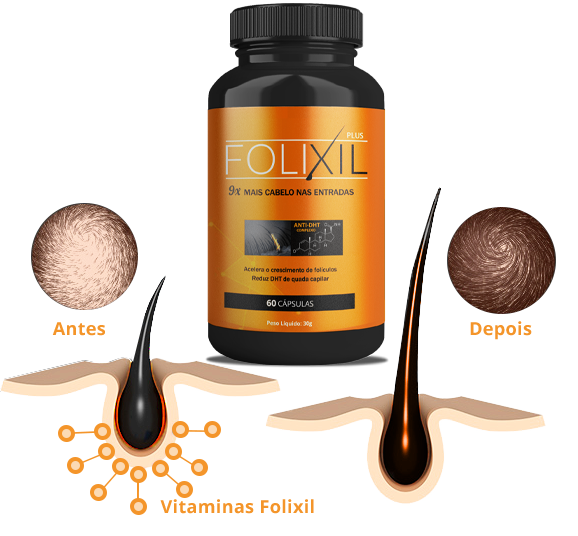 PLUS
FOLIXIL
9x MAIS CABELO NAS ENTRADAS
ANTI-DHT
COMPLEXO
Acelera o crescimento de folículos
Reduz DHT de queda capilar
60 CÁPSULAS
Peso Líquido: 30g
Antes
Depois
Vitaminas Folixil